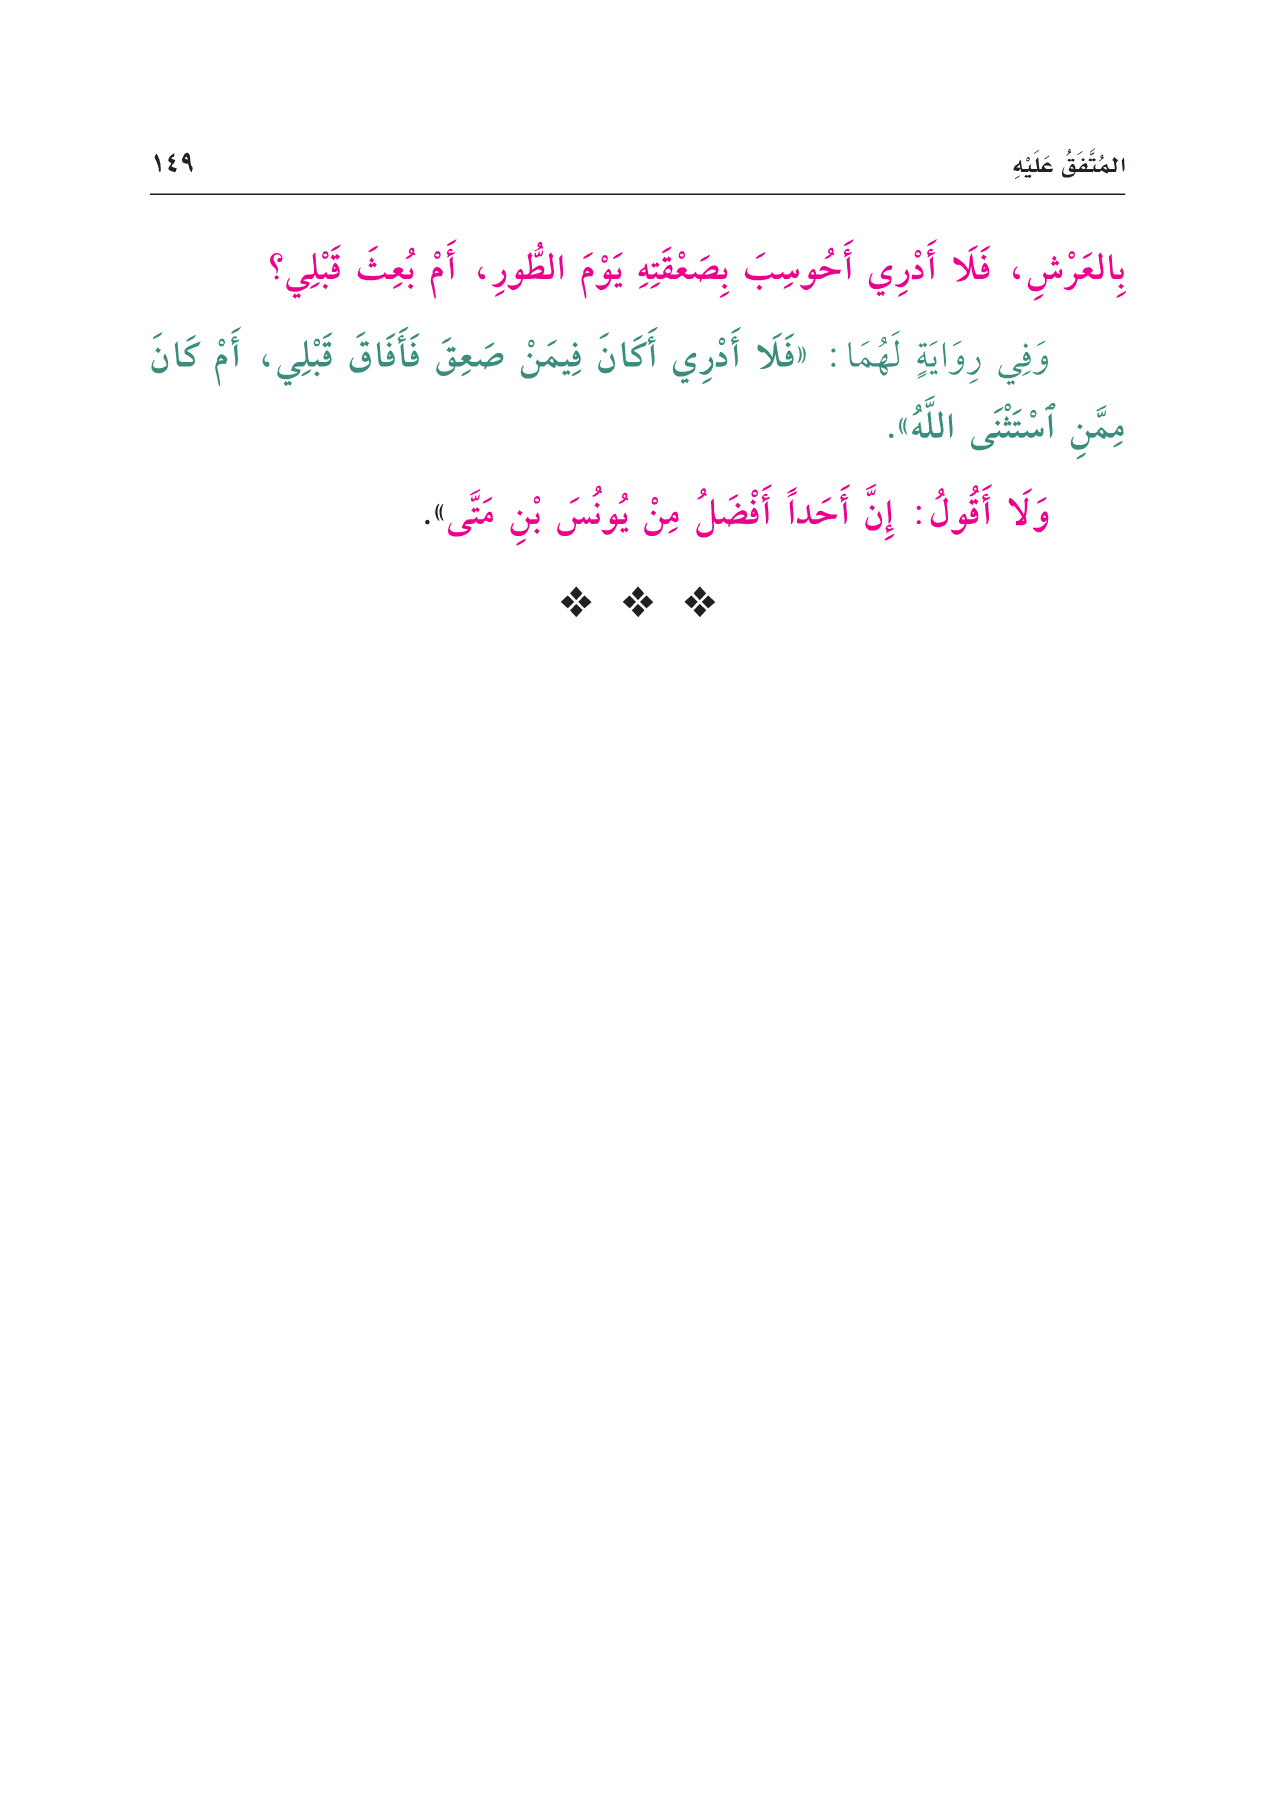 المُتَّفَقُ عَلَيْهِ ١٤٩
بِالعَرْشِ، فَلَا أَدْرِي أَحُوسِبَ بِصَعْقَتِهِ يَوْمَ الطُّورِ، أَمْ بُعِثَ قَبْلِي؟
وَفِي رِوَايَةٍ لَهُمَا: «فَلَا أَدْرِي أَكَانَ فِيمَنْ صَعِقَ فَأَفَاقَ قَبْلِي، أَمْ كَانَ
مِمَّنِ ٱسْتَثْنَى اللَّهُ».
وَلَا أَقُولُ: إِنَّ أَحَداً أَفْضَلُ مِنْ يُونُسَ بْنِ مَتَّى».